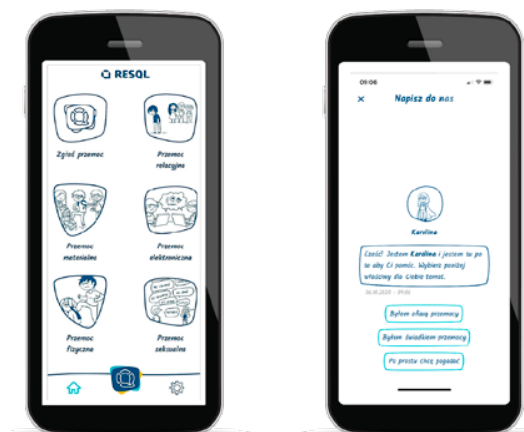 RESQL
Zgłoś przemoc
Przemoc
relacyjna
Przemoc
materialna
Przemoc
elektroniczna
Przemoc
fizyczna
Przemoc
seksualna
09:06
Napisz do nas
Karolina
Cześć! Jestem Karolina i jestem tu po
to aby Ci pomóc. Wybierz poniżej
właściwy dla Ciebie temat.
Byłem ofiarą przemocy
Byłem świadkiem przemocy
Po prostu chcę pogadać